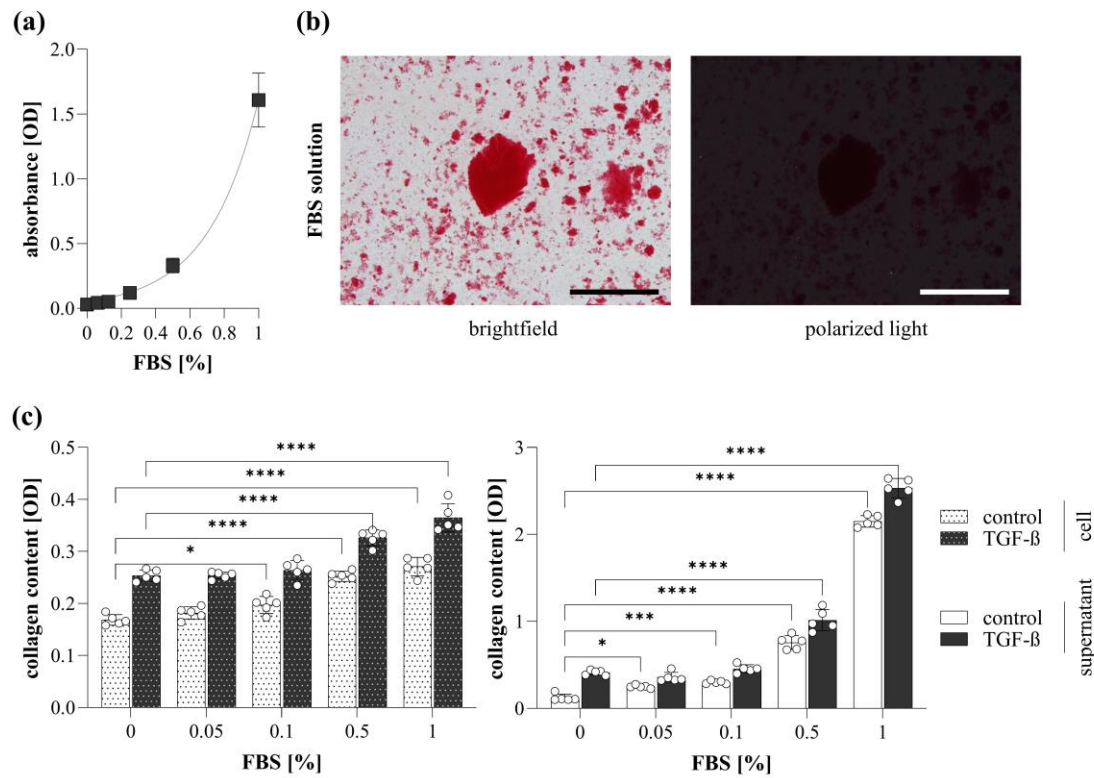 (a)
2.0
1.5
1.0
0.5
0.0
absorbance [OD]
0 0.2 0.4 0.6 0.8 1
FBS [%]
(b)
FBS solution
brightfield
polarized light
(c)
0.5
0.4
0.3
0.2
0.1
0.0
collagen content [OD]
****
****
****
****
*
0 0.05 0.1 0.5 1
FBS [%]
3
2
1
0
collagen content [OD]
****
****
****
****
***
*
0 0.05 0.1 0.5 1
FBS [%]
control
TGF-ß
cell
control
TGF-ß
supernatant